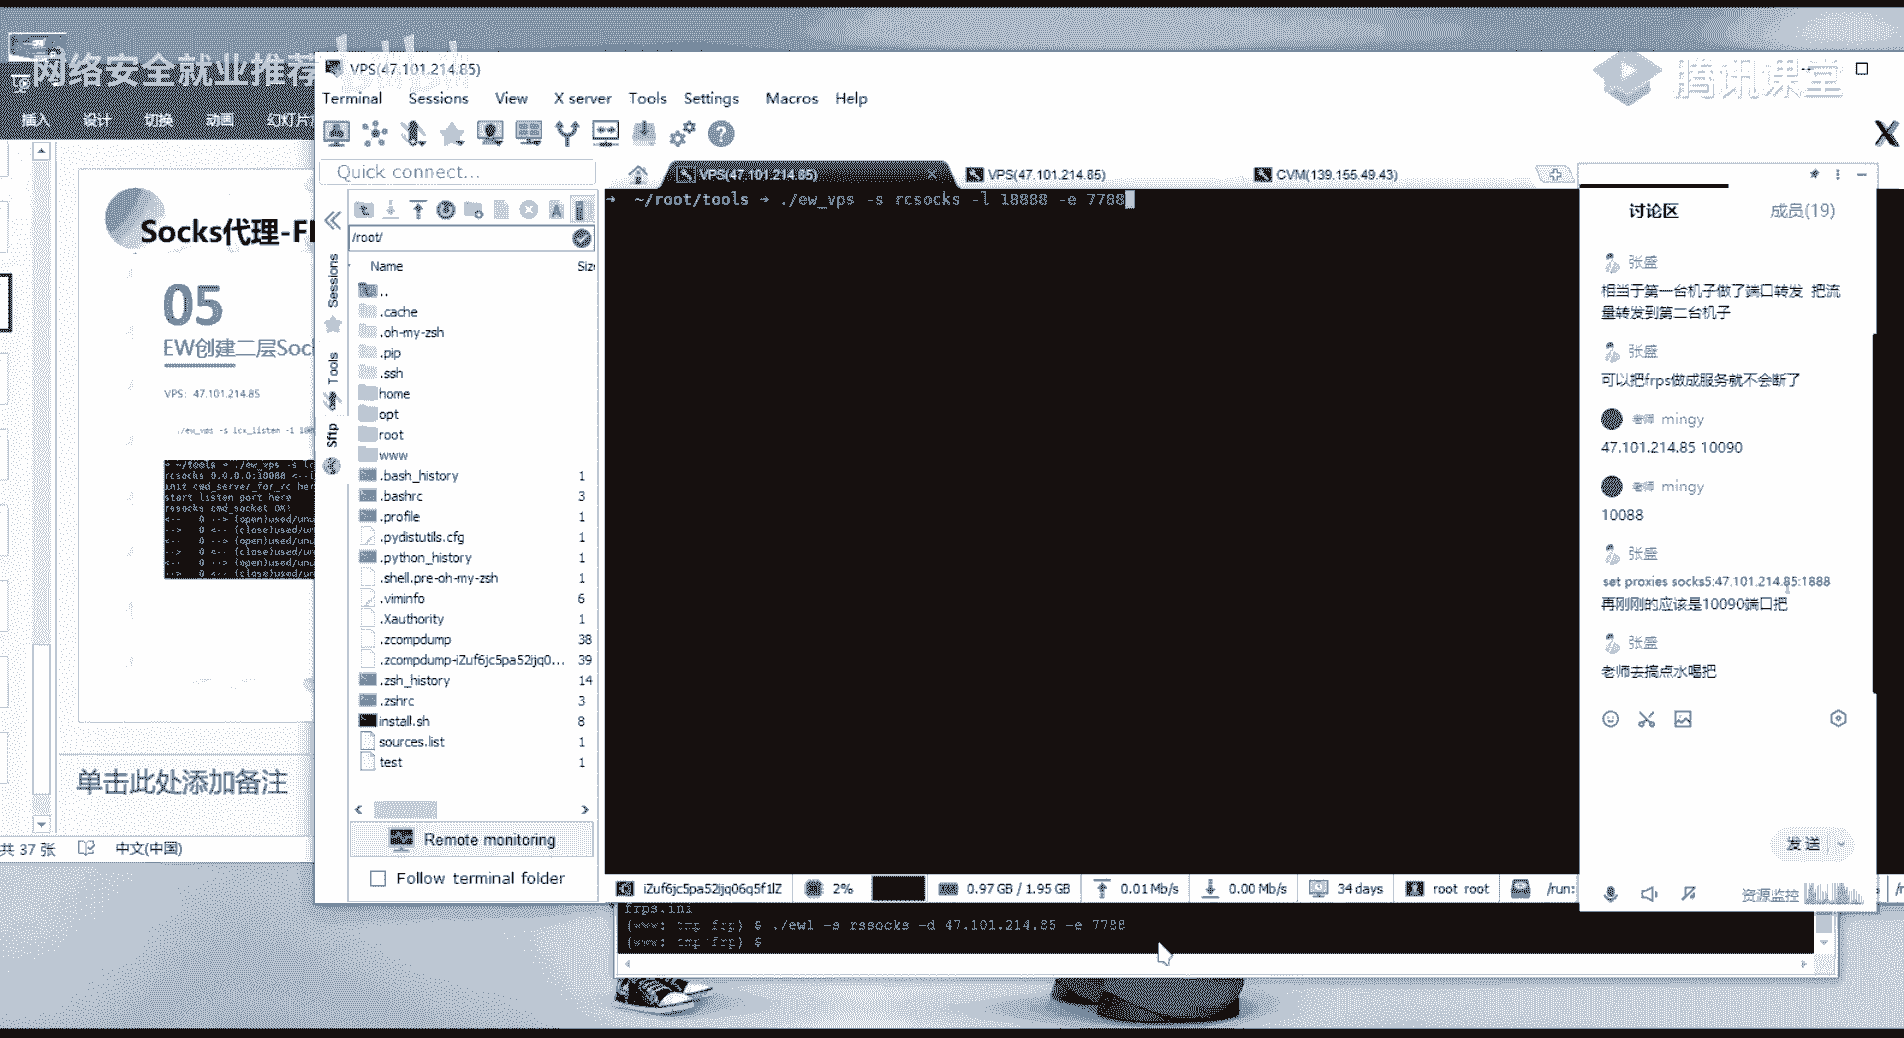 网络安全就业推荐
bilibili
腾讯课堂
插入 设计 切换 动画 幻灯片
Socks代理-F
05
EW创建二层Soc
VPS: 47.101.214.85
单击此处添加备注
共 37 张 中文(中国)
VPS(47.101.214.85)
Terminal Sessions View X server Tools Settings Macros Help
Quick connect...
Sessions
Tools
Sftp
/root/
Name Siz
..
.cache
.oh-my-zsh
.pip
.ssh
home
opt
root
www
.bash_history 1
.bashrc 3
.profile 1
.pydistutils.cfg 1
.python_history 1
.shell.pre-oh-my-zsh 1
.viminfo 6
.Xauthority 1
.zcompdump 38
.zcompdump-iZuf6jc5pa52ijq0... 39
.zsh_history 14
.zshrc 3
install.sh 8
sources.list 1
test 1
Remote monitoring
Follow terminal folder
VPS(47.101.214.85) VPS(47.101.214.85) CVM(139.155.49.43)
➜ ~/root/tools ➜ ./ew_vps -s rcsocks -l 18888 -e 7788
iZuf6jc5pa52ijq06q5f1lZ 2% 0.97 GB / 1.95 GB 0.01 Mb/s 0.00 Mb/s 34 days root root /run:
frps.ini
(www: tmp frp) $ ./ewl -s rssocks -d 47.101.214.85 -e 7788
(www: tmp frp) $
讨论区 成员(19)
张盛
相当于第一台机子做了端口转发 把流
量转发到第二台机子
张盛
可以把frps做成服务就不会断了
老师 mingy
47.101.214.85 10090
老师 mingy
10088
张盛
set proxies socks5:47.101.214.85:1888
再刚刚的应该是10090端口把
张盛
老师去搞点水喝把
发送
资源监控